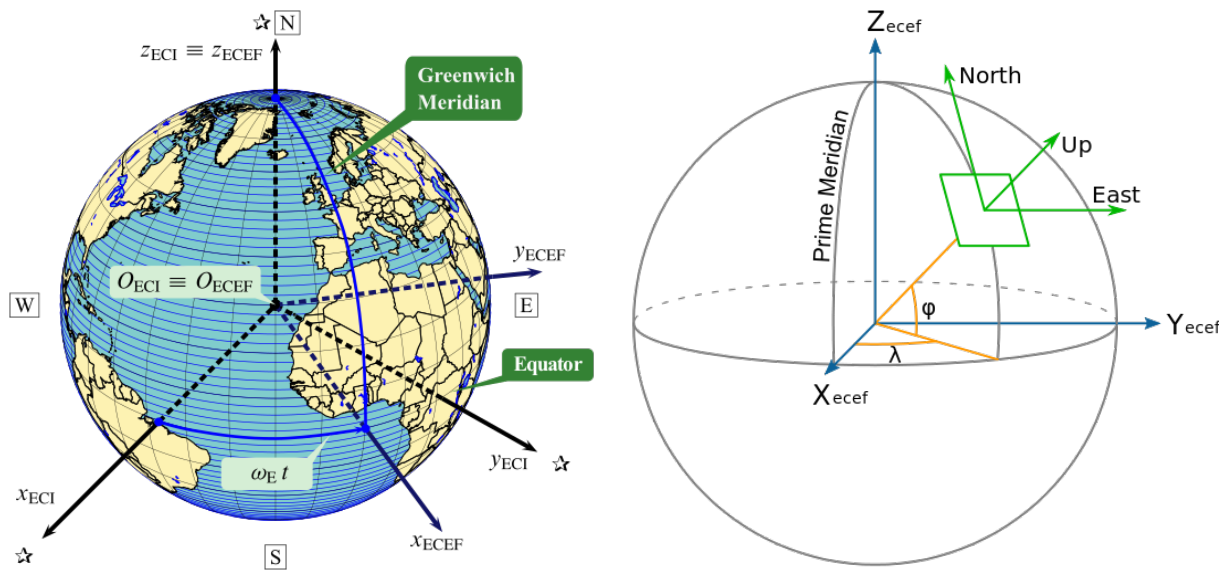 N
z_ECI ≡ z_ECEF
Greenwich
Meridian
y_ECEF
O_ECI ≡ O_ECEF
W
E
Equator
y_ECI
ω_E t
x_ECI
x_ECEF
S
Z_ecef
North
Up
East
Prime Meridian
φ
Y_ecef
λ
X_ecef